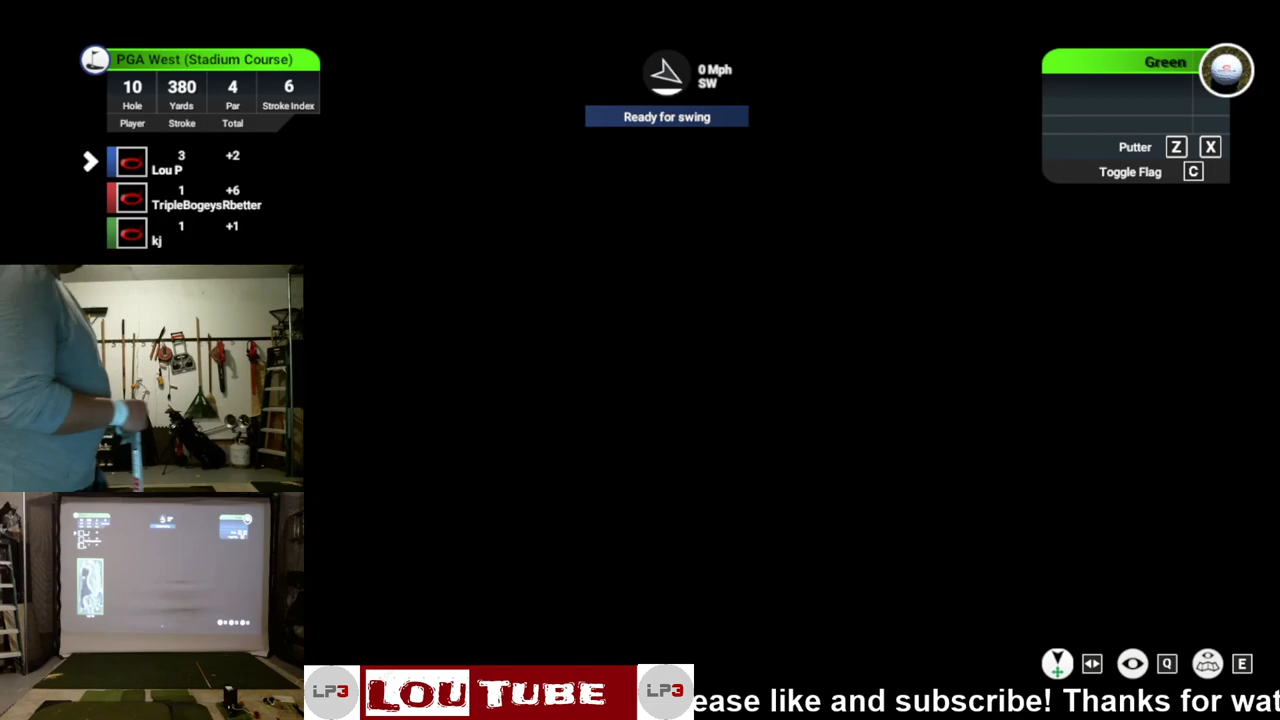 PGA West (Stadium Course)
10 380 4 6
Hole Yards Par Stroke Index
Player Stroke Total
3 +2
Lou P
1 +6
TripleBogeysRbetter
1 +1
kj
0 Mph
SW
Ready for swing
Green
Putter Z X
Toggle Flag C
Q E
LP3 LOU TUBE LP3
ease like and subscribe! Thanks for wat